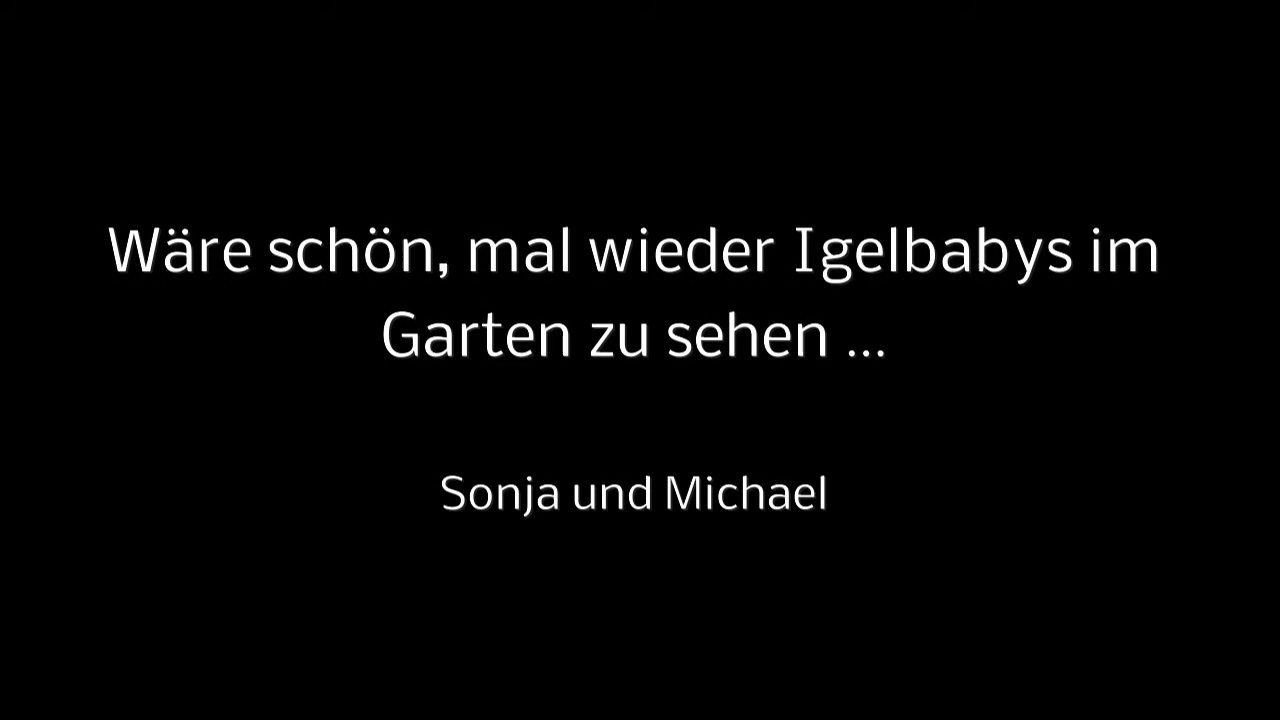 Wäre schön, mal wieder Igelbabys im
Garten zu sehen ...
Sonja und Michael